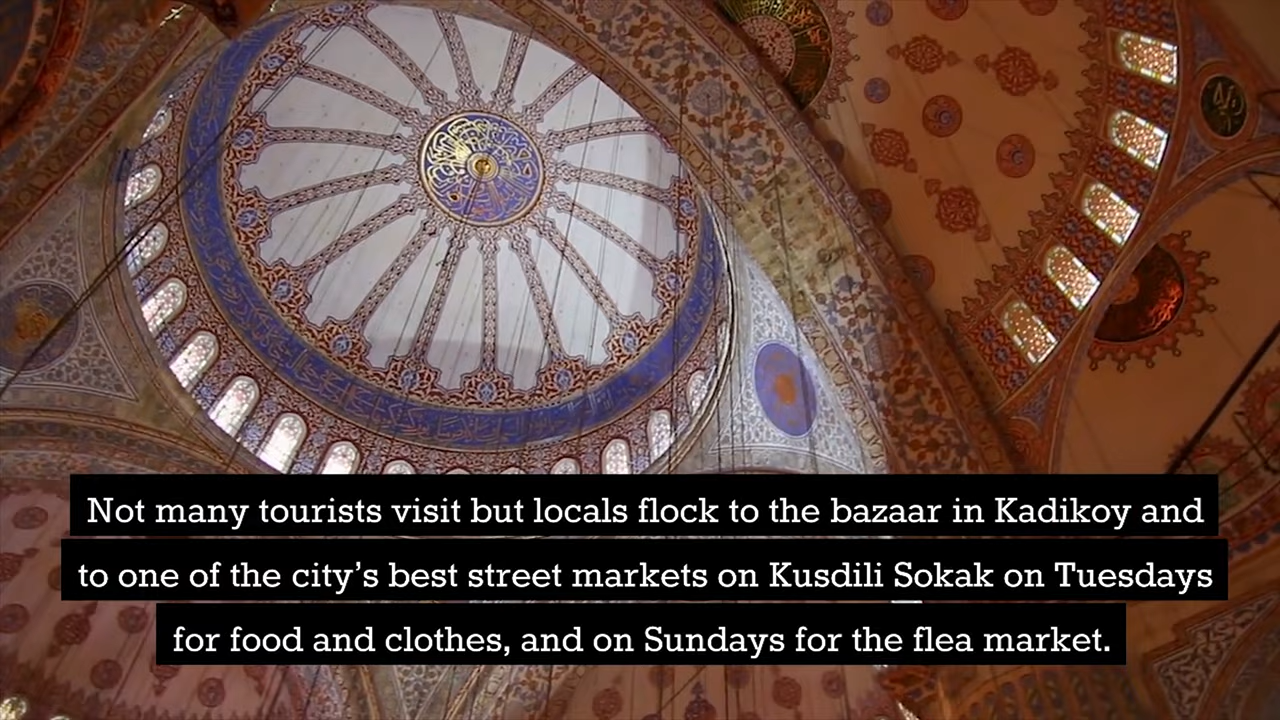 Not many tourists visit but locals flock to the bazaar in Kadikoy and
to one of the city’s best street markets on Kusdili Sokak on Tuesdays
for food and clothes, and on Sundays for the flea market.